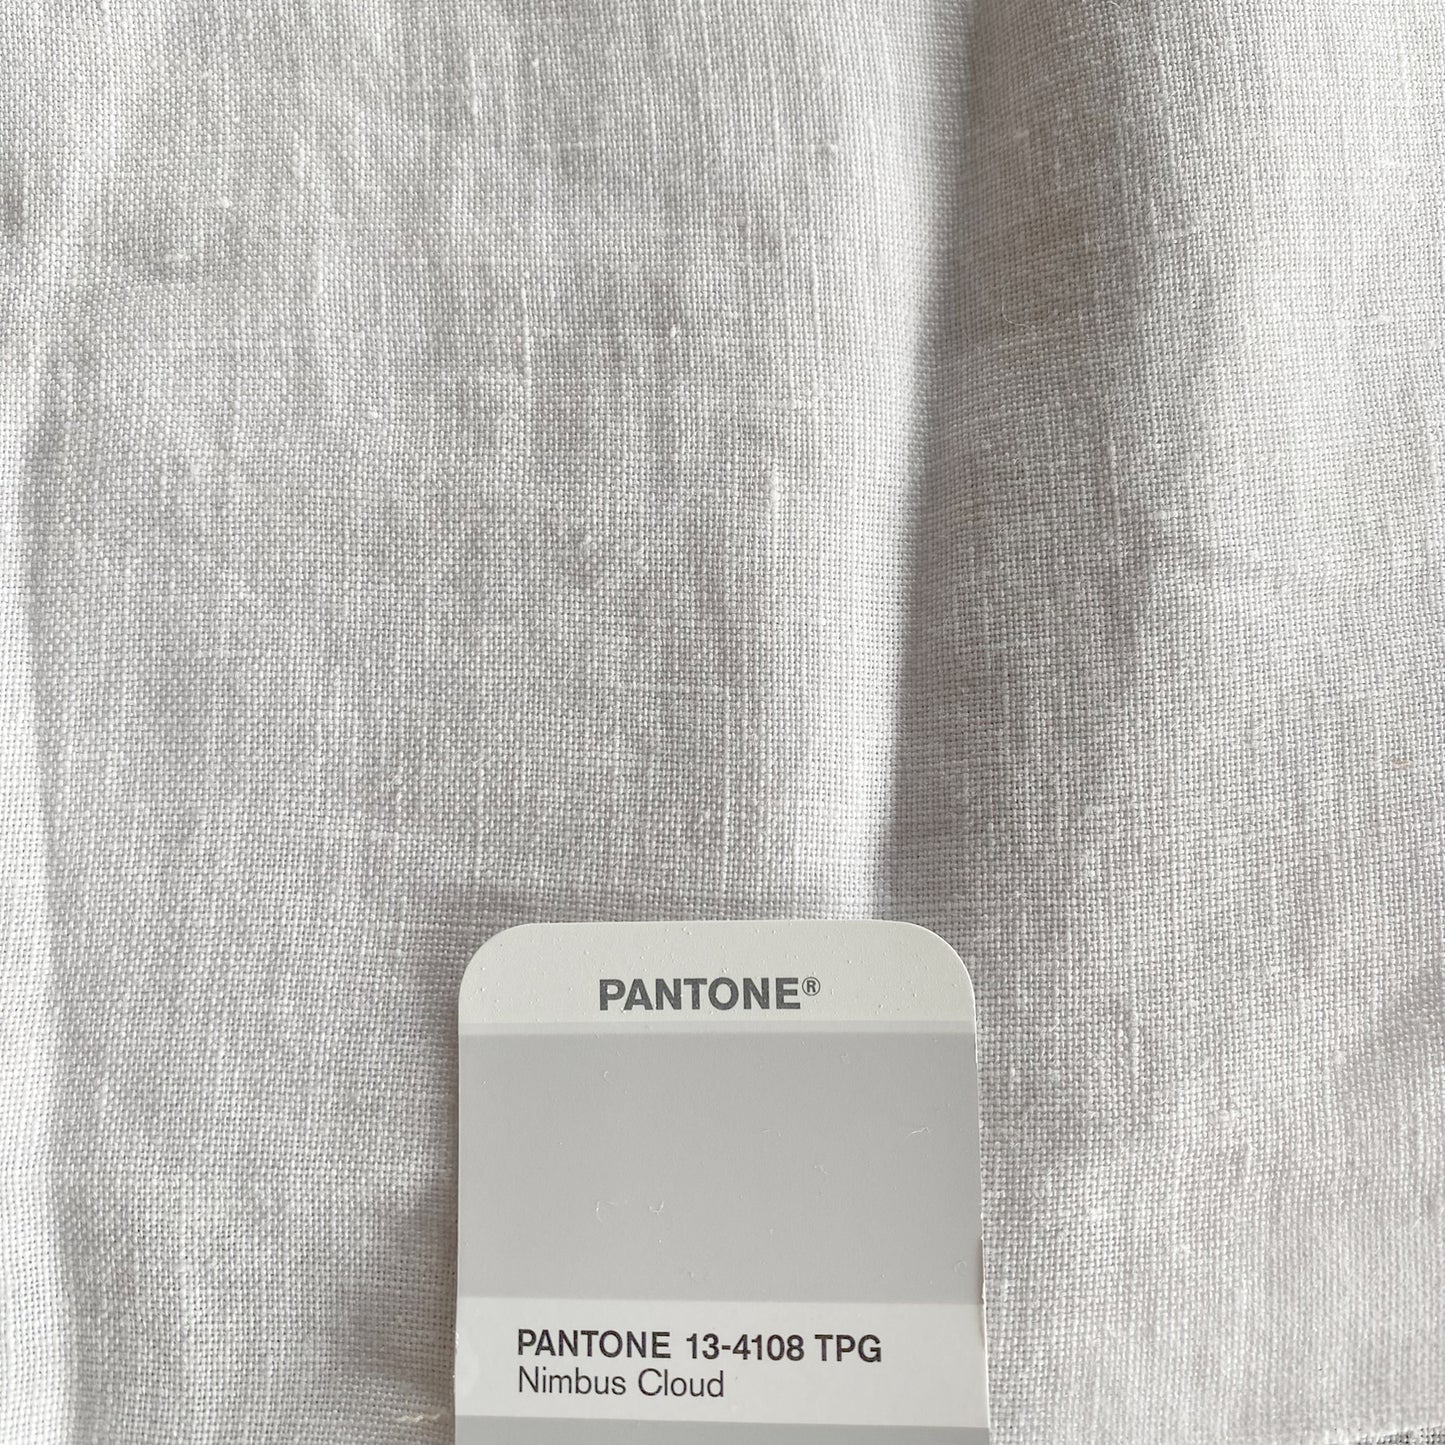 PANTONE®
PANTONE 13-4108 TPG
Nimbus Cloud